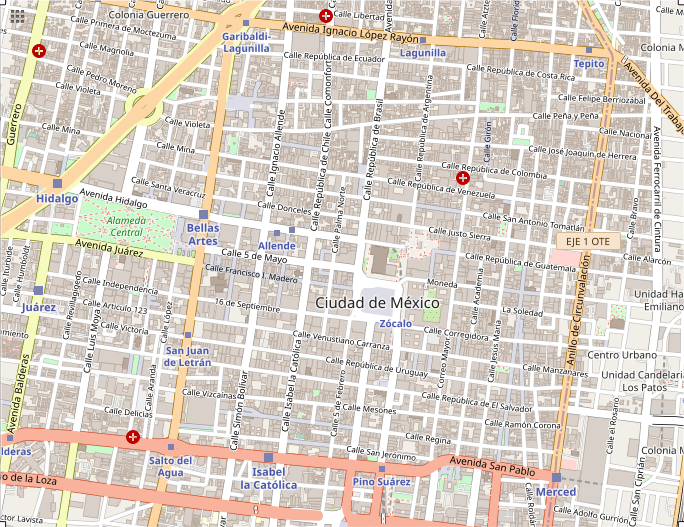 Colonia Guerrero
Calle Libertad
Avenida Ignacio López Rayón
Calle Primera de Moctezuma
Garibaldi-
Lagunilla
Lagunilla
Tepito
Colonia M
Calle Magnolia
Calle República de Ecuador
Calle República de Costa Rica
Avenida Del Trabajo
Calle Pedro Moreno
Calle Violeta
Calle Felipe Berriozabal
Calle Peña y Peña
Guerrero
Calle Mina
Calle Violeta
Calle Nacional
Calle Mina
Calle José Joaquín de Herrera
Calle Ignacio Allende
Calle República de Chile
Calle Comonfort
Calle República de Brasil
Calle República de Argentina
Calle Girón
Calle República de Colombia
Calle República de Venezuela
Avenida Ferrocarril de Cintura
Hidalgo
Avenida Hidalgo
Calle Santa Veracruz
Calle Donceles
Calle Palma Norte
Calle San Antonio Tomatlán
Calle Bravo
Alameda
Central
Bellas
Artes
Allende
Calle Justo Sierra
EJE 1 OTE
Avenida Juárez
Calle 5 de Mayo
Calle República de Guatemala
Calle Alarcón
Calle Iturbide
Calle Humboldt
Calle Francisco I. Madero
Calle Independencia
Moneda
Calle Academia
Unidad Ha
Emiliano
Juárez
Calle Revillagigedo
Calle Artículo 123
Calle López
16 de Septiembre
Ciudad de México
La Soledad
Anillo de Circunvalación
Calle Victoria
Zócalo
Calle Luis Moya
Calle Venustiano Carranza
Calle Corregidora
Calle Jesús María
San Juan
de Letrán
Calle República de Uruguay
Correo Mayor
Centro Urbano
Calle Aranda
Calle Manzanares
Unidad Candelaria
Los Patos
Avenida Balderas
Calle Vizcainas
Calle Simón Bolívar
Calle Isabel la Católica
Calle 5 de Febrero
Calle Delicias
Calle Mesones
Calle República de El Salvador
Calle Ramón Corona
Calle el Rosario
Calle Regina
lderas
Salto del
Agua
Calle San Jerónimo
Avenida San Pablo
Colonia M
o de la Loza
Isabel
la Católica
Pino Suárez
Merced
Calle San Ciprián
ctor Lavista
Calle Adolfo Gurrión